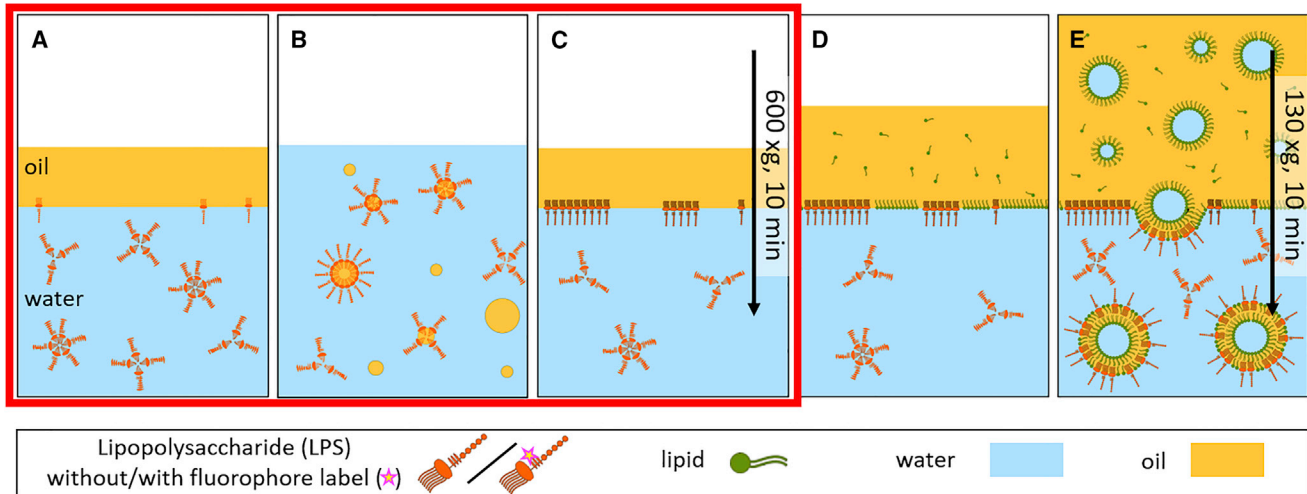 A
B
C
D
E
oil
water
600 xg, 10 min
130 xg, 10 min
Lipopolysaccharide (LPS)
without/with fluorophore label ( )
lipid
water
oil